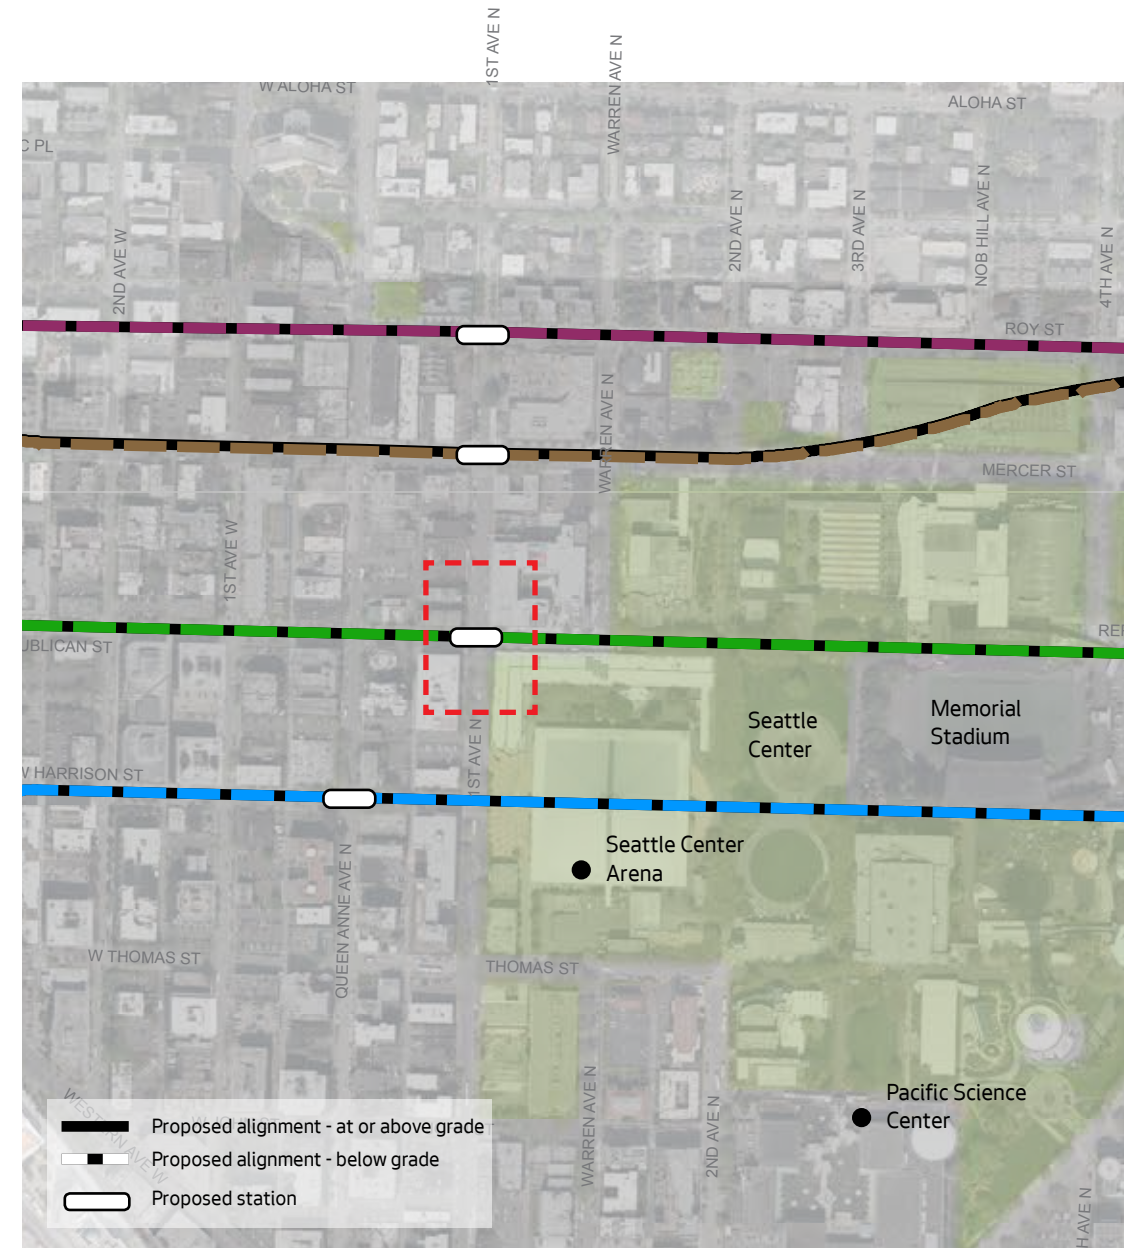 1ST AVE N
WARREN AVE N
W ALOHA ST
ALOHA ST
C PL
2ND AVE W
2ND AVE N
3RD AVE N
NOB HILL AVE N
4TH AVE N
ROY ST
WARREN AVE N
MERCER ST
1ST AVE W
UBLICAN ST
REP
1ST AVE N
Seattle
Center
Memorial
Stadium
W HARRISON ST
Seattle Center
Arena
QUEEN ANNE AVE N
W THOMAS ST
THOMAS ST
WARREN AVE N
2ND AVE N
Pacific Science
Center
H AVE N
WESTERN AVE W
Proposed alignment - at or above grade
Proposed alignment - below grade
Proposed station